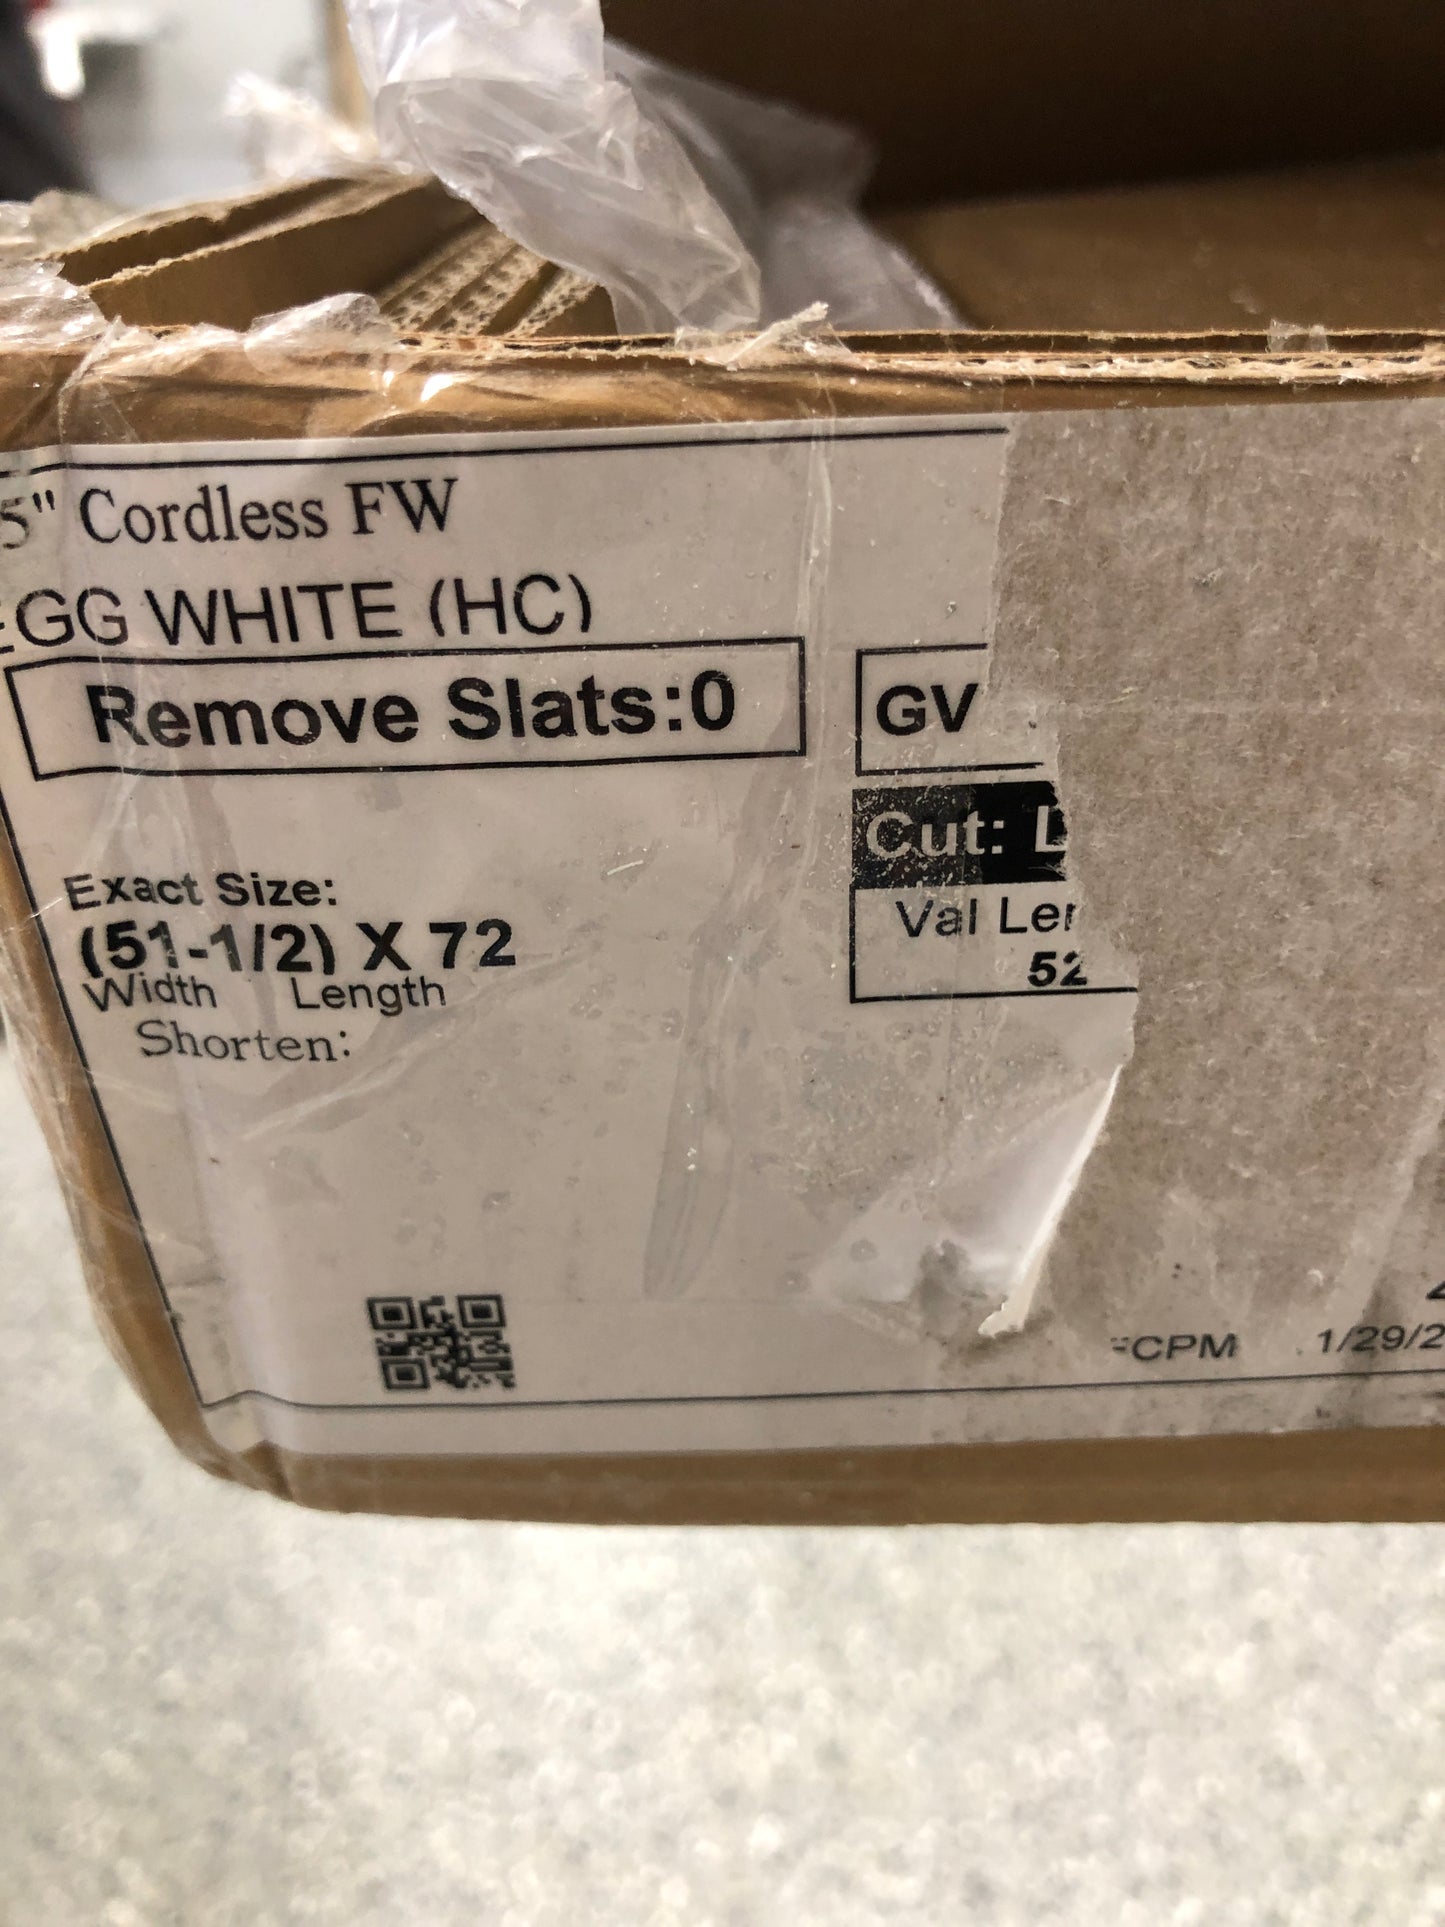 5" Cordless FW
GG WHITE (HC)
Remove Slats:0
GV
Cut:
Exact Size:
(51-1/2) X 72
Width Length
Shorten:
Val Len
52
CPM 1/29/2